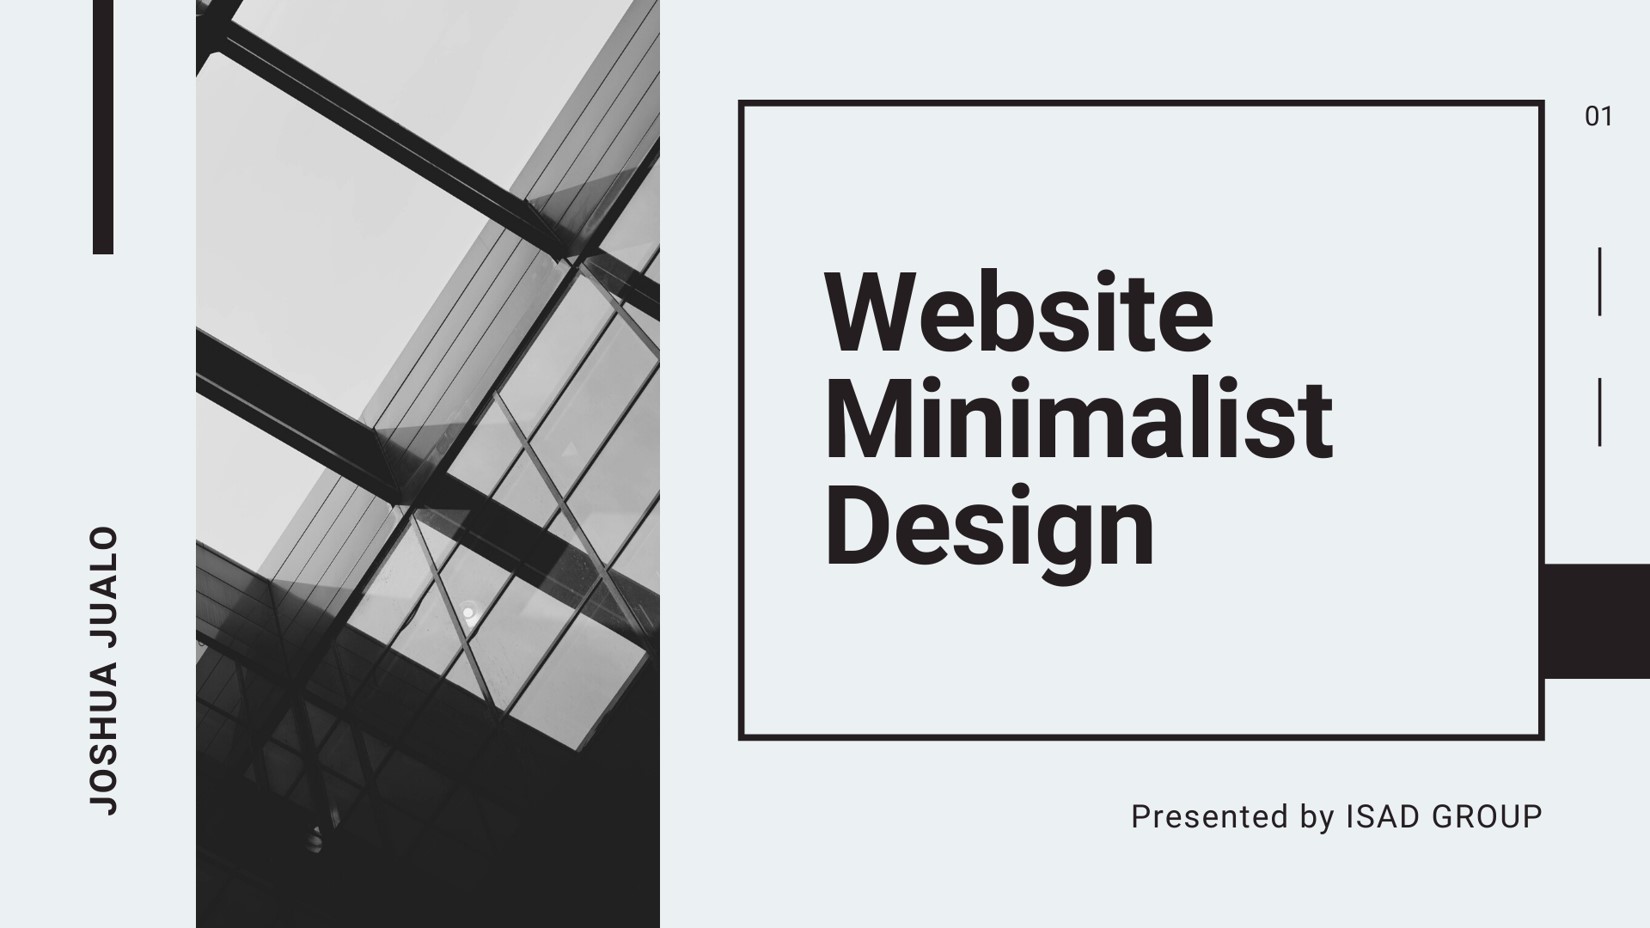 JOSHUA JUALO
Website
Minimalist
Design
01
Presented by ISAD GROUP